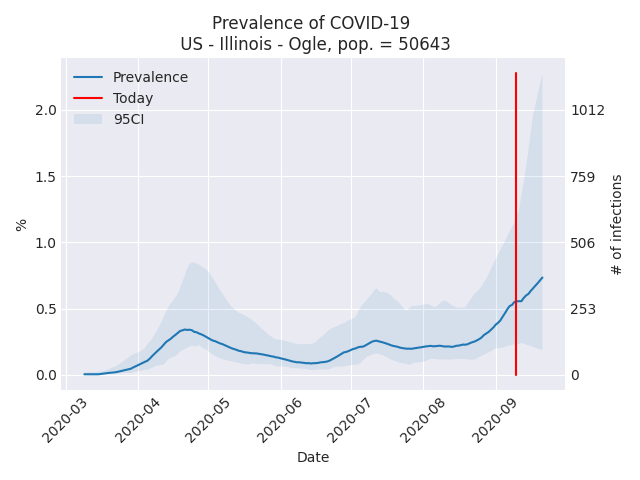 Prevalence of COVID-19
US - Illinois - Ogle, pop. = 50643
Prevalence
Today
95CI
%
2.0
1.5
1.0
0.5
0.0
1012
759
506
253
0
# of infections
2020-03
2020-04
2020-05
2020-06
2020-07
2020-08
2020-09
Date